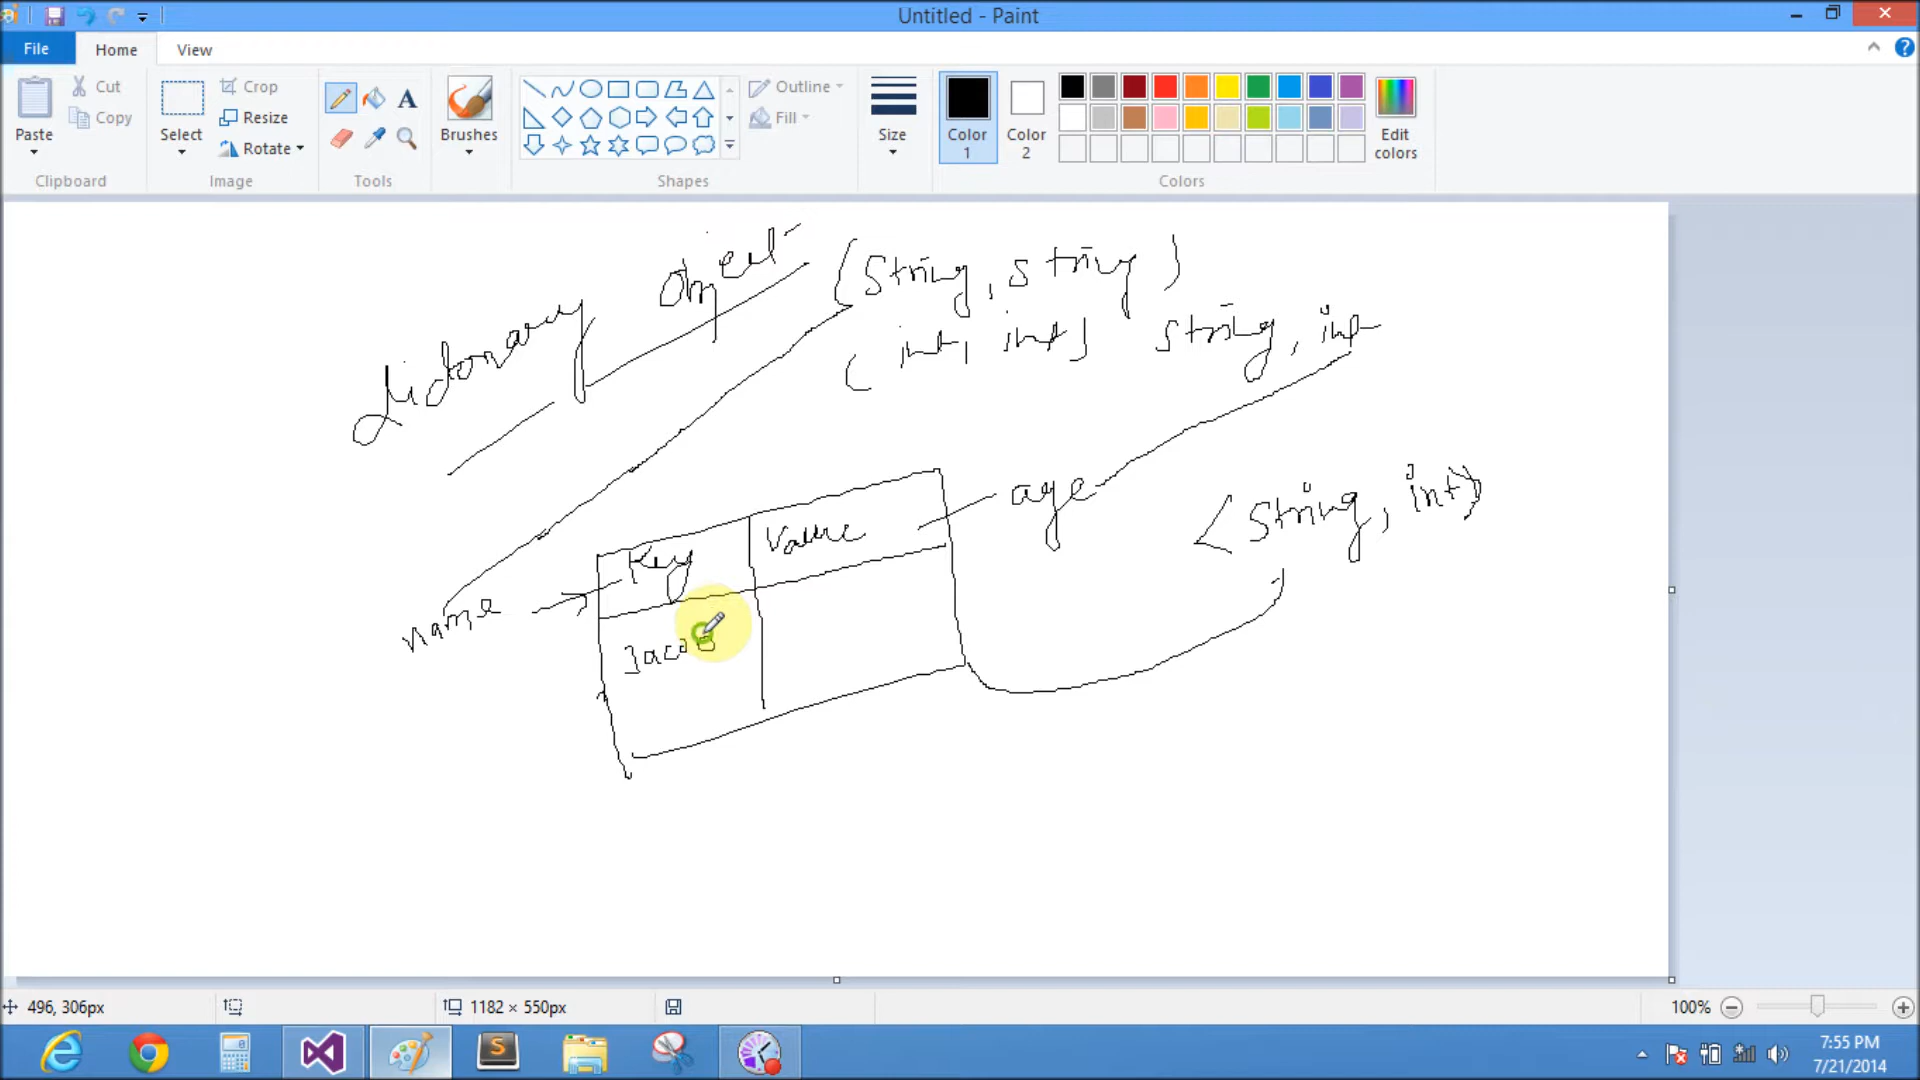 Untitled - Paint
File
Home
View
Paste
Cut
Copy
Clipboard
Select
Crop
Resize
Rotate
Image
Tools
Brushes
Shapes
Outline
Fill
Size
Color 1
Color 2
Edit colors
Colors
dictonary object
(string, string)
(int, int) string, int
Key
Value
age
<string, int>
name
Jacob
496, 306px
1182 × 550px
100%
7:55 PM
7/21/2014